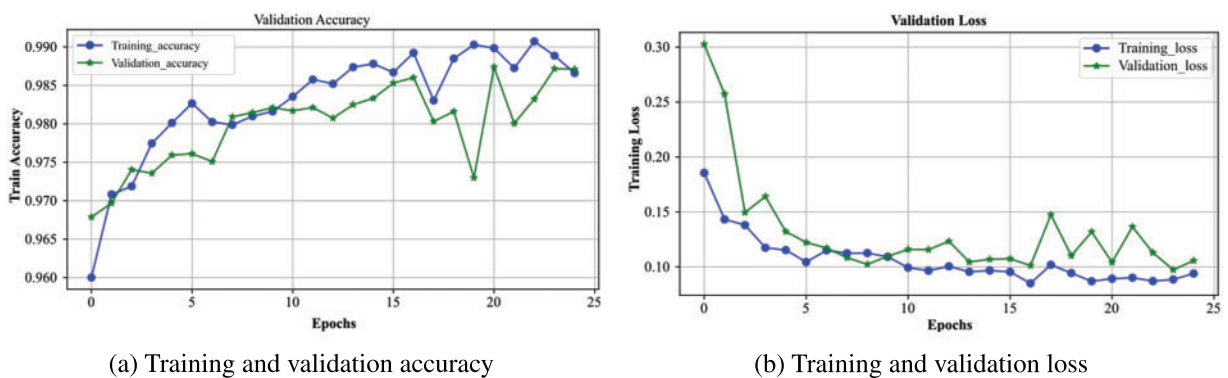 Validation Accuracy
Training_accuracy
Validation_accuracy
0.990
0.985
0.980
0.975
0.970
0.965
0.960
Train Accuracy
0 5 10 15 20 25
Epochs
(a) Training and validation accuracy
Validation Loss
Training_loss
Validation_loss
0.30
0.25
0.20
0.15
0.10
Training Loss
0 5 10 15 20 25
Epochs
(b) Training and validation loss